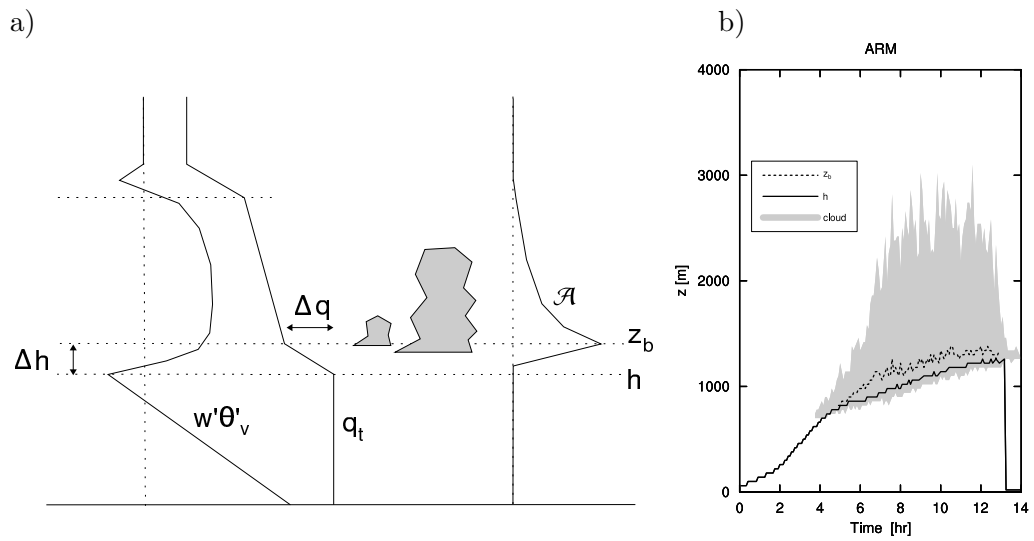 a)
Δq
𝒜
z_b
Δh
h
w'θ'_v
q_t
b)
ARM
4000
3000
2000
1000
0
z [m]
z_b
h
cloud
0 2 4 6 8 10 12 14
Time [hr]